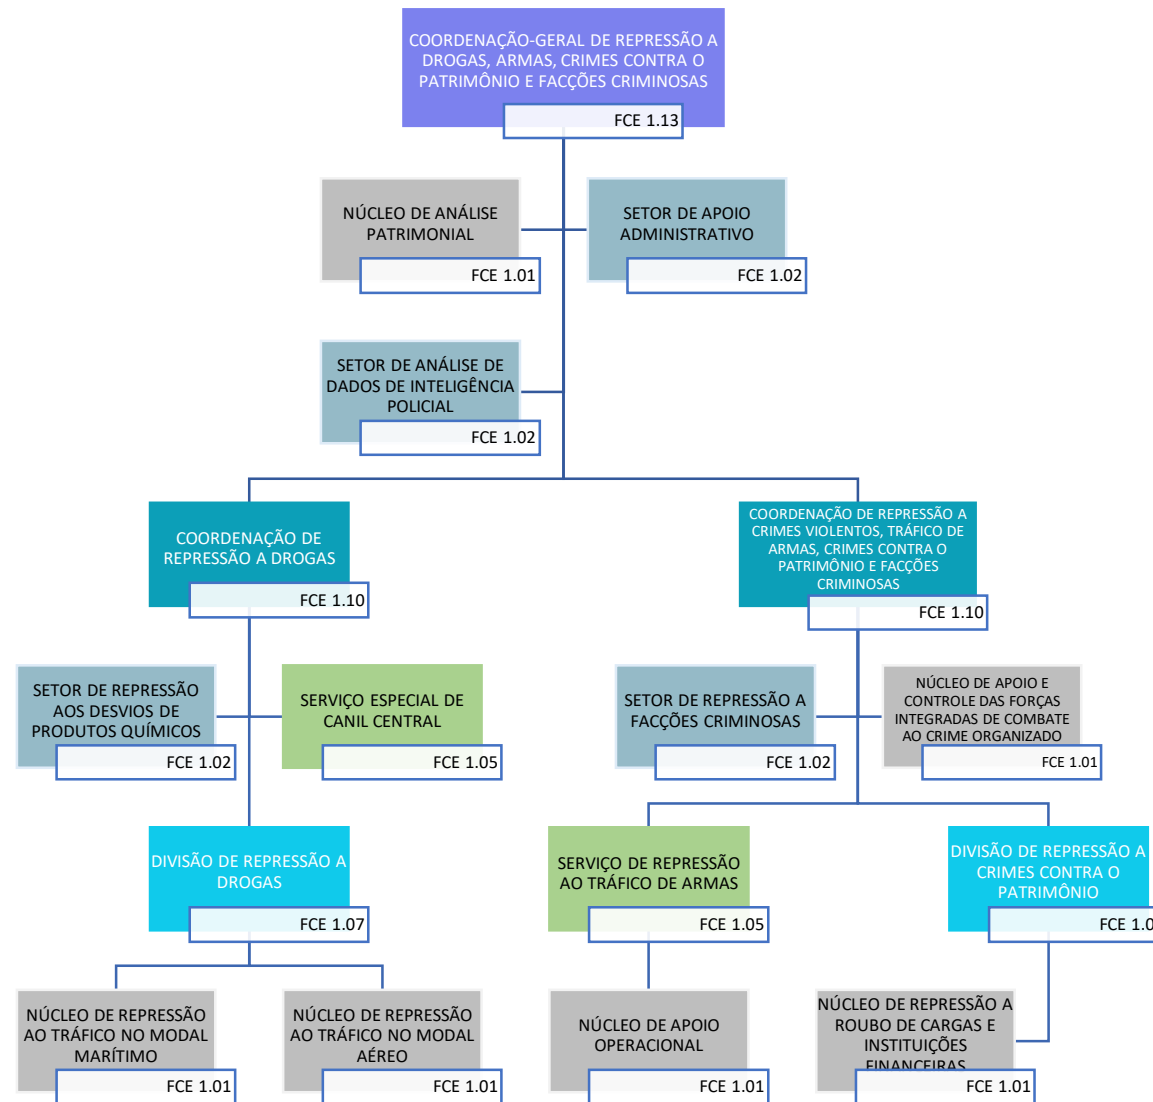 COORDENAÇÃO-GERAL DE REPRESSÃO A
DROGAS, ARMAS, CRIMES CONTRA O
PATRIMÔNIO E FACÇÕES CRIMINOSAS
FCE 1.13
NÚCLEO DE ANÁLISE
PATRIMONIAL
FCE 1.01
SETOR DE APOIO
ADMINISTRATIVO
FCE 1.02
SETOR DE ANÁLISE DE
DADOS DE INTELIGÊNCIA
POLICIAL
FCE 1.02
COORDENAÇÃO DE
REPRESSÃO A DROGAS
FCE 1.10
COORDENAÇÃO DE REPRESSÃO A
CRIMES VIOLENTOS, TRÁFICO DE
ARMAS, CRIMES CONTRA O
PATRIMÔNIO E FACÇÕES
CRIMINOSAS
FCE 1.10
SETOR DE REPRESSÃO
AOS DESVIOS DE
PRODUTOS QUÍMICOS
FCE 1.02
SERVIÇO ESPECIAL DE
CANIL CENTRAL
FCE 1.05
SETOR DE REPRESSÃO A
FACÇÕES CRIMINOSAS
FCE 1.02
NÚCLEO DE APOIO E
CONTROLE DAS FORÇAS
INTEGRADAS DE COMBATE
AO CRIME ORGANIZADO
FCE 1.01
DIVISÃO DE REPRESSÃO A
DROGAS
FCE 1.07
SERVIÇO DE REPRESSÃO
AO TRÁFICO DE ARMAS
FCE 1.05
DIVISÃO DE REPRESSÃO A
CRIMES CONTRA O
PATRIMÔNIO
FCE 1.0
NÚCLEO DE REPRESSÃO
AO TRÁFICO NO MODAL
MARÍTIMO
FCE 1.01
NÚCLEO DE REPRESSÃO
AO TRÁFICO NO MODAL
AÉREO
FCE 1.01
NÚCLEO DE APOIO
OPERACIONAL
FCE 1.01
NÚCLEO DE REPRESSÃO A
ROUBO DE CARGAS E
INSTITUIÇÕES
FINANCEIRAS
FCE 1.01